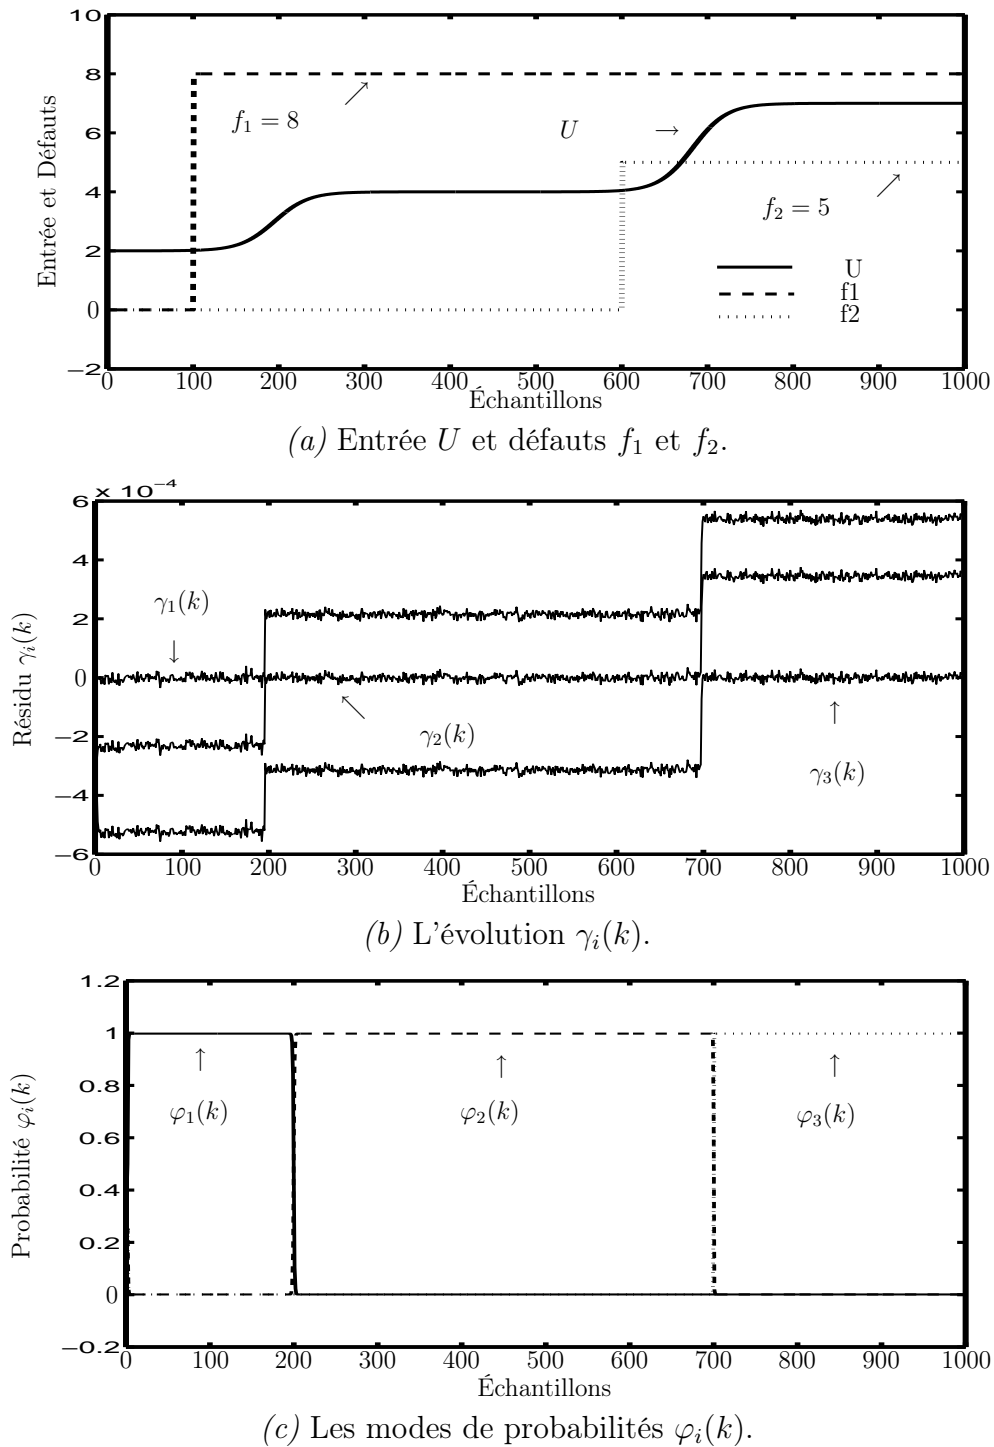 10
8
6
4
2
0
−2
Entrée et Défauts
f₁ = 8
U
f₂ = 5
U
f1
f2
0 100 200 300 400 500 600 700 800 900 1000
Échantillons
(a) Entrée U et défauts f₁ et f₂.
6 × 10⁻⁴
4
2
0
−2
−4
−6
Résidu γᵢ(k)
γ₁(k)
γ₂(k)
γ₃(k)
0 100 200 300 400 500 600 700 800 900 1000
Échantillons
(b) L'évolution γᵢ(k).
1.2
1
0.8
0.6
0.4
0.2
0
−0.2
Probabilité φᵢ(k)
φ₁(k)
φ₂(k)
φ₃(k)
0 100 200 300 400 500 600 700 800 900 1000
Échantillons
(c) Les modes de probabilités φᵢ(k).